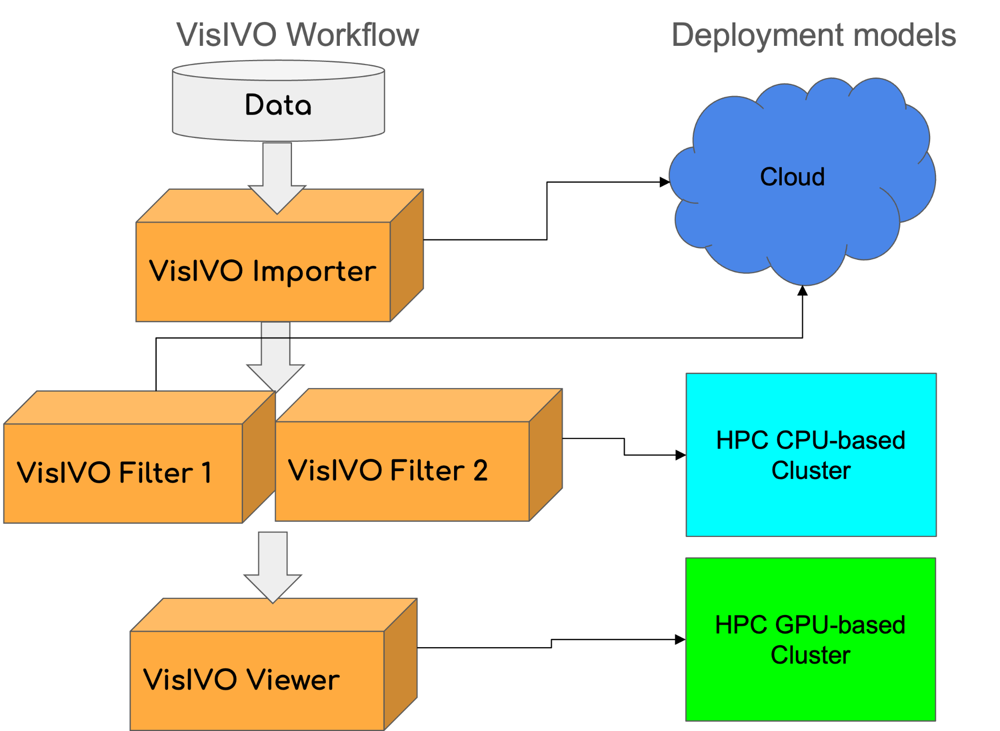 VisIVO Workflow
Deployment models
Data
Cloud
VisIVO Importer
VisIVO Filter 1
VisIVO Filter 2
HPC CPU-based
Cluster
HPC GPU-based
Cluster
VisIVO Viewer